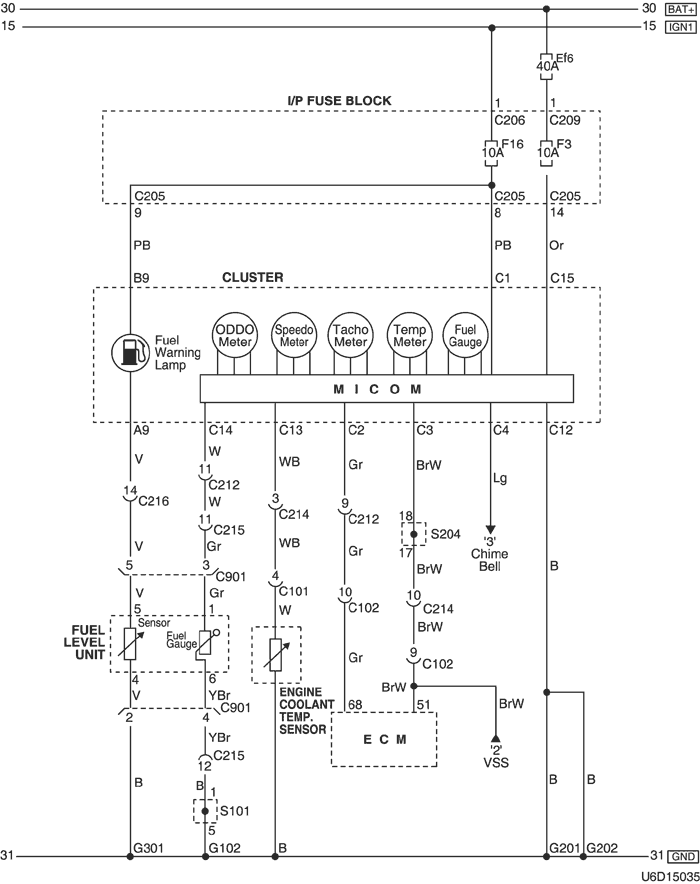 30 30 BAT+
15 15 IGN1
Ef6
40A
I/P FUSE BLOCK 1 1
C206 C209
F16 F3
10A 10A
C205 C205 C205
9 8 14
PB PB Or
B9 CLUSTER C1 C15
ODDO Meter
Speedo Meter
Tacho Meter
Temp Meter
Fuel Gauge
Fuel Warning Lamp
M I C O M
A9 C14 C13 C2 C3 C4 C12
V W WB Gr BrW Lg
11 C212
14 C216
W
3 C214
9 C212
18 S204
17
'3' Chime Bell
11 C215
V Gr WB Gr BrW B
5 3 C901
4 C101
10 C102
10 C214
V Gr W BrW
5 1
Sensor
Fuel Gauge
FUEL LEVEL UNIT
9 C102
4 6
V YBr
ENGINE COOLANT TEMP. SENSOR
Gr
BrW BrW
C901
2 4
68 51
E C M
'2' VSS
YBr
C215
12
B B 1 B B
S101
5
31 G301 G102 B G201 G202 31 GND
U6D15035